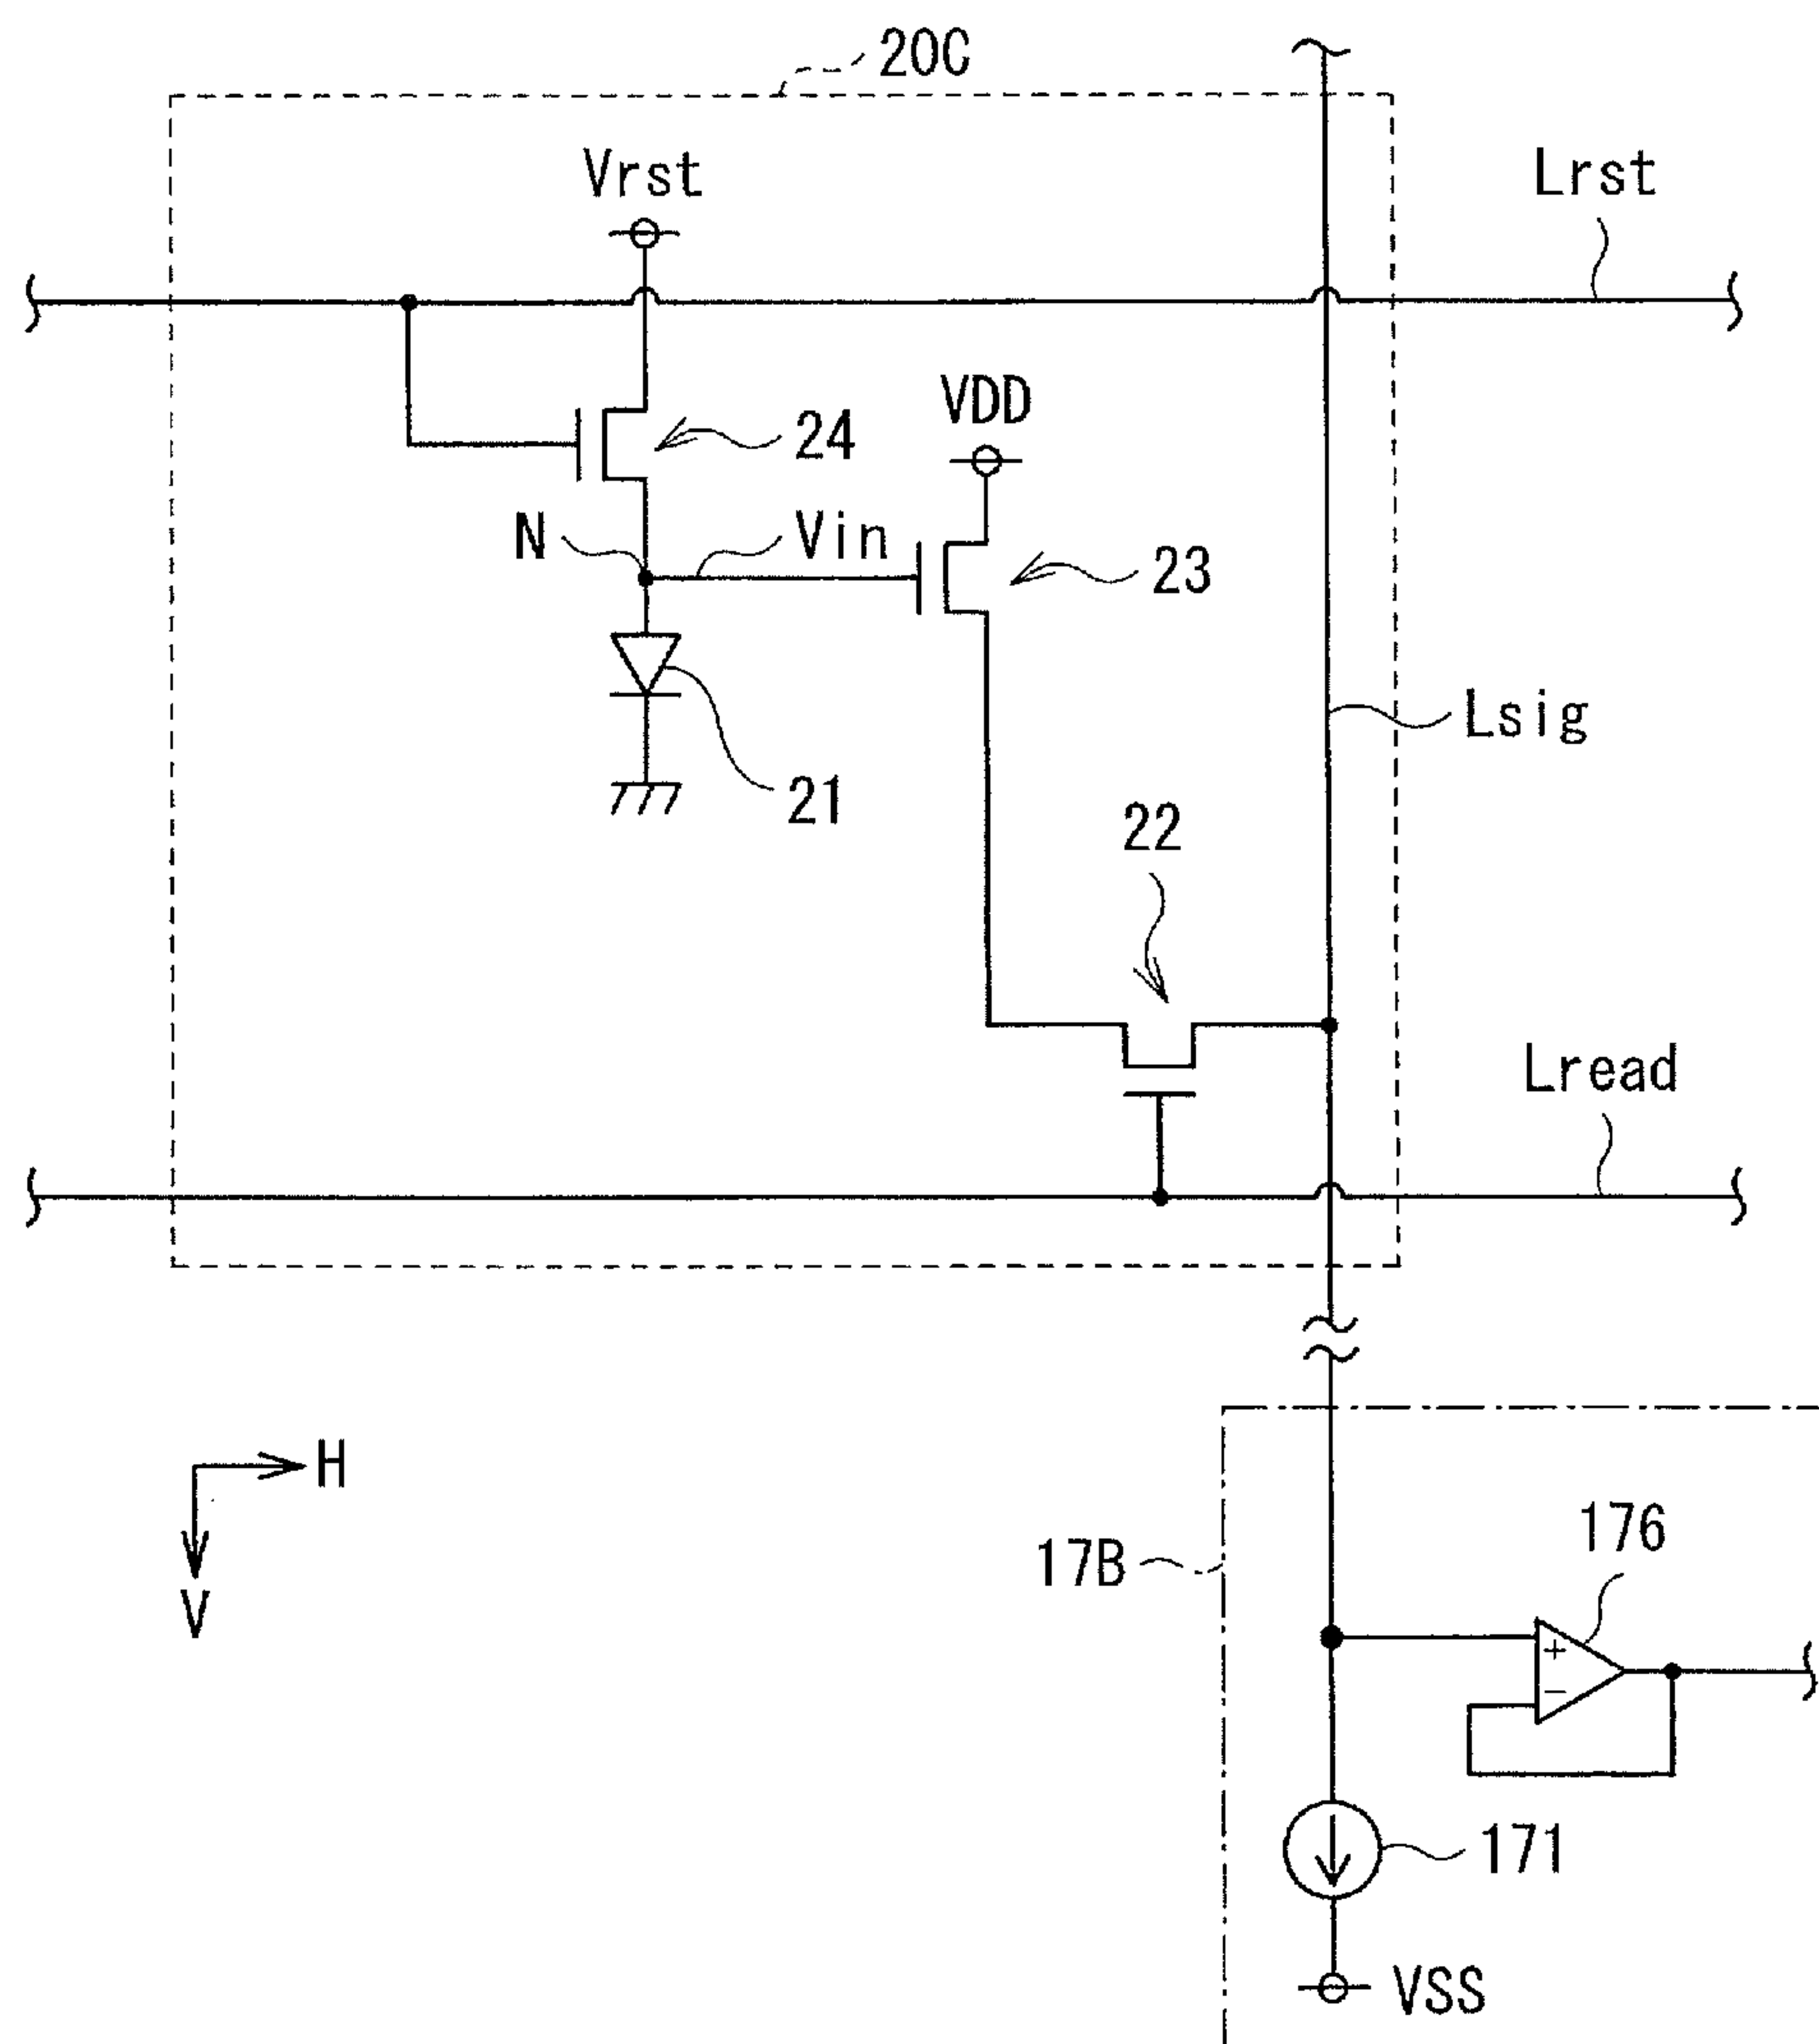 20C
Vrst
Lrst
VDD
24
N
Vin
23
Lsig
21
22
Lread
H
V
17B
176
+
−
171
VSS